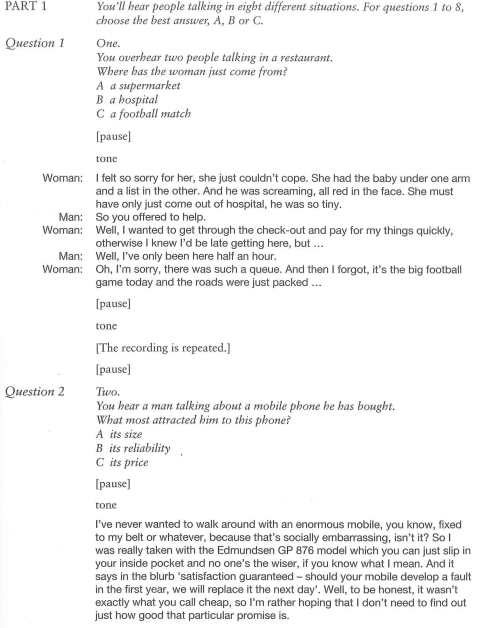 PART 1 You'll hear people talking in eight different situations. For questions 1 to 8,
choose the best answer, A, B or C.
Question 1 One.
You overhear two people talking in a restaurant.
Where has the woman just come from?
A a supermarket
B a hospital
C a football match
[pause]
tone
Woman: I felt so sorry for her, she just couldn't cope. She had the baby under one arm
and a list in the other. And he was screaming, all red in the face. She must
have only just come out of hospital, he was so tiny.
Man: So you offered to help.
Woman: Well, I wanted to get through the check-out and pay for my things quickly,
otherwise I knew I'd be late getting here, but ...
Man: Well, I've only been here half an hour.
Woman: Oh, I'm sorry, there was such a queue. And then I forgot, it's the big football
game today and the roads were just packed ...
[pause]
tone
[The recording is repeated.]
[pause]
Question 2 Two.
You hear a man talking about a mobile phone he has bought.
What most attracted him to this phone?
A its size
B its reliability
C its price
[pause]
tone
I've never wanted to walk around with an enormous mobile, you know, fixed
to my belt or whatever, because that's socially embarrassing, isn't it? So I
was really taken with the Edmundsen GP 876 model which you can just slip in
your inside pocket and no one's the wiser, if you know what I mean. And it
says in the blurb 'satisfaction guaranteed – should your mobile develop a fault
in the first year, we will replace it the next day'. Well, to be honest, it wasn't
exactly what you call cheap, so I'm rather hoping that I don't need to find out
just how good that particular promise is.